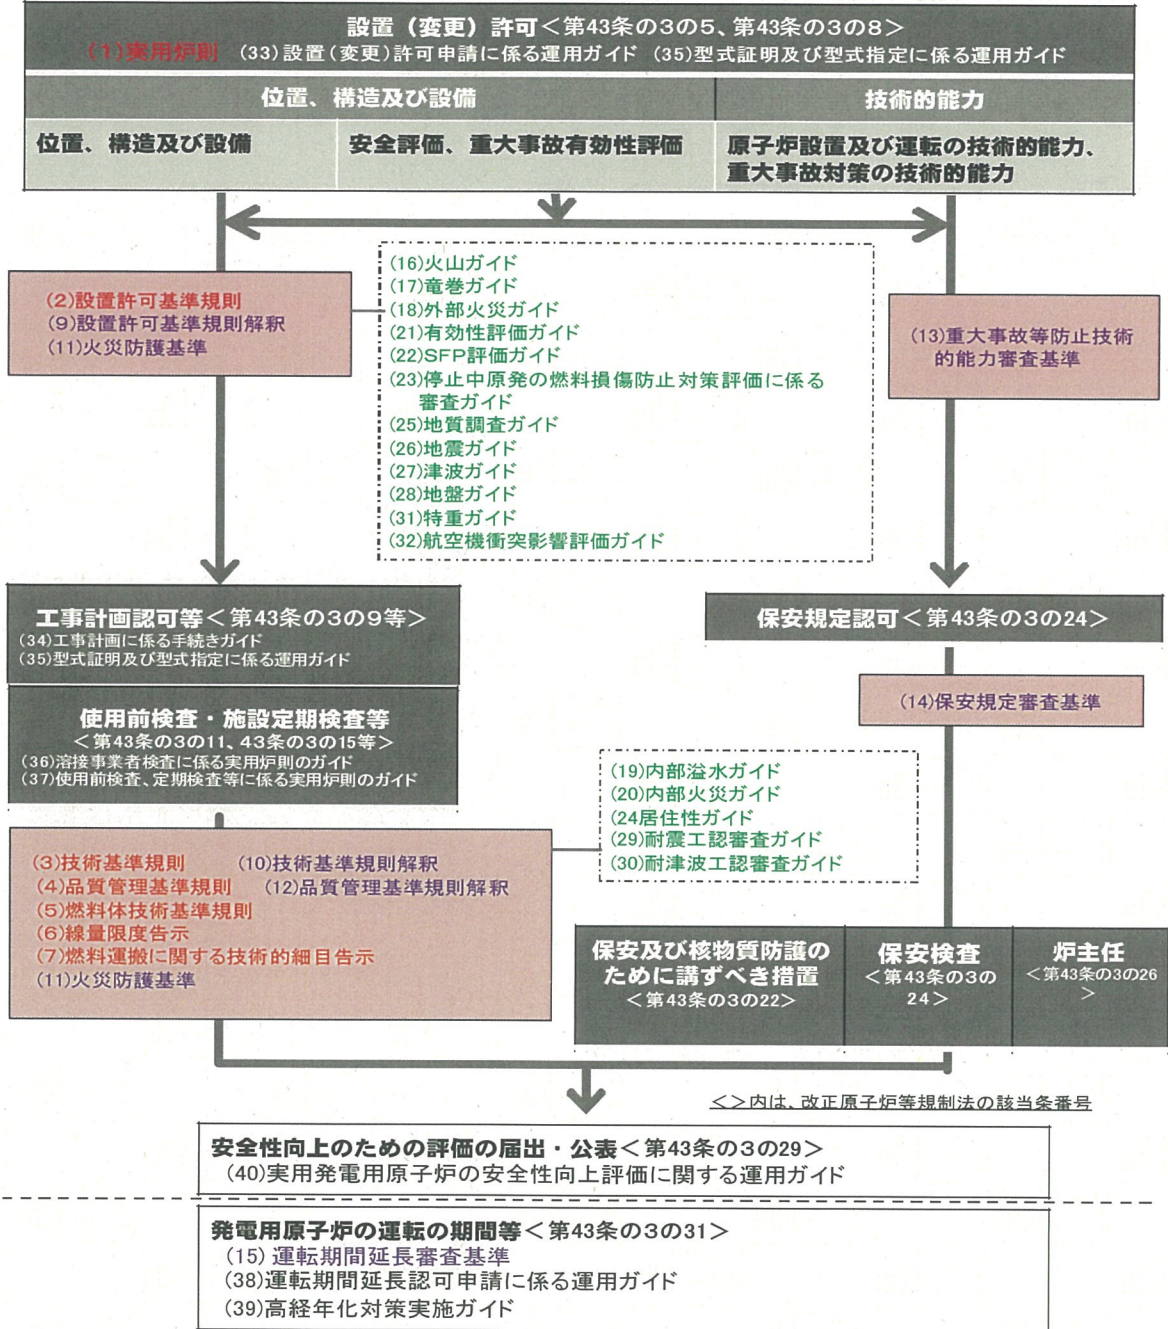 設置(変更)許可<第43条の3の5、第43条の3の8>
(1)実用炉則 (33)設置(変更)許可申請に係る運用ガイド (35)型式証明及び型式指定に係る運用ガイド
位置、構造及び設備
技術的能力
位置、構造及び設備
安全評価、重大事故有効性評価
原子炉設置及び運転の技術的能力、
重大事故対策の技術的能力
(2)設置許可基準規則
(9)設置許可基準規則解釈
(11)火災防護基準
(16)火山ガイド
(17)竜巻ガイド
(18)外部火災ガイド
(21)有効性評価ガイド
(22)SFP評価ガイド
(23)停止中原発の燃料損傷防止対策評価に係る
審査ガイド
(25)地質調査ガイド
(26)地震ガイド
(27)津波ガイド
(28)地盤ガイド
(31)特重ガイド
(32)航空機衝突影響評価ガイド
(13)重大事故等防止技術
的能力審査基準
工事計画認可等<第43条の3の9等>
(34)工事計画に係る手続きガイド
(35)型式証明及び型式指定に係る運用ガイド
使用前検査・施設定期検査等
<第43条の3の11、43条の3の15等>
(36)溶接事業者検査に係る実用炉則のガイド
(37)使用前検査、定期検査等に係る実用炉則のガイド
保安規定認可<第43条の3の24>
(14)保安規定審査基準
(19)内部溢水ガイド
(20)内部火災ガイド
(24居住性ガイド
(29)耐震工認審査ガイド
(30)耐津波工認審査ガイド
(3)技術基準規則 (10)技術基準規則解釈
(4)品質管理基準規則 (12)品質管理基準規則解釈
(5)燃料体技術基準規則
(6)線量限度告示
(7)燃料運搬に関する技術的細目告示
(11)火災防護基準
保安及び核物質防護の
ために講ずべき措置
<第43条の3の22>
保安検査
<第43条の3の
24>
炉主任
<第43条の3の26
>
<>内は、改正原子炉等規制法の該当条番号
安全性向上のための評価の届出・公表<第43条の3の29>
(40)実用発電用原子炉の安全性向上評価に関する運用ガイド
発電用原子炉の運転の期間等<第43条の3の31>
(15)運転期間延長審査基準
(38)運転期間延長認可申請に係る運用ガイド
(39)高経年化対策実施ガイド